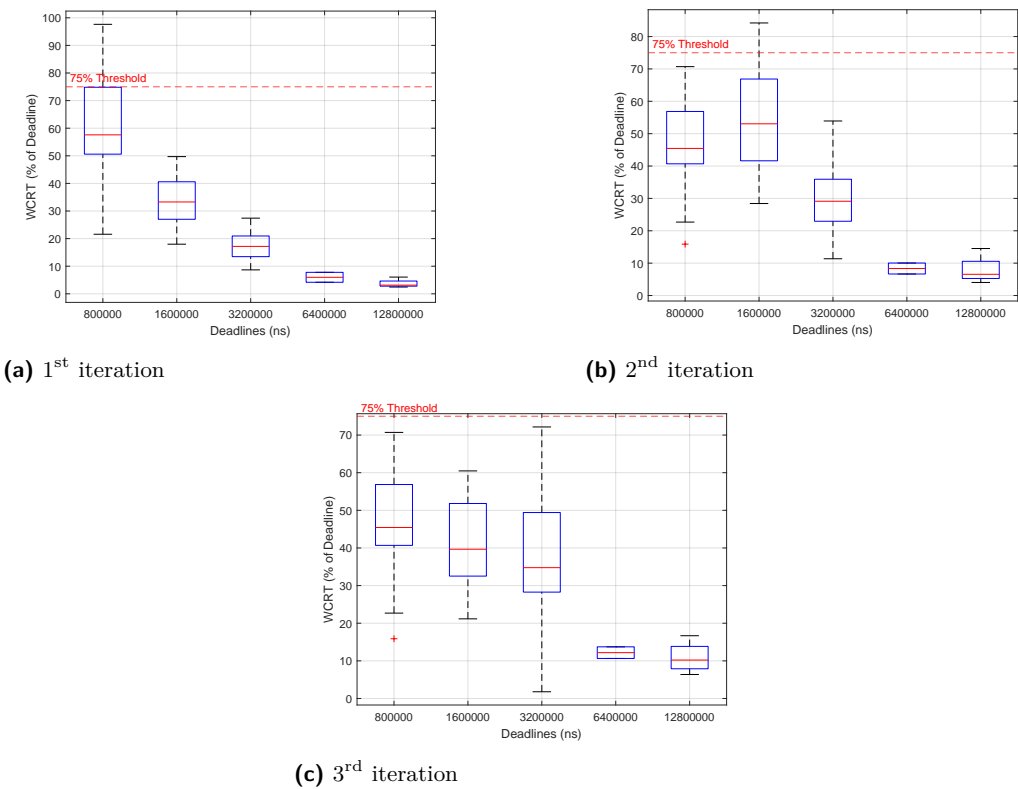 100
90
80
70
60
50
40
30
20
10
0
75% Threshold
WCRT (% of Deadline)
800000 1600000 3200000 6400000 12800000
Deadlines (ns)
(a) 1st iteration
80
70
60
50
40
30
20
10
0
75% Threshold
WCRT (% of Deadline)
800000 1600000 3200000 6400000 12800000
Deadlines (ns)
(b) 2nd iteration
75% Threshold
70
60
50
40
30
20
10
0
WCRT (% of Deadline)
800000 1600000 3200000 6400000 12800000
Deadlines (ns)
(c) 3rd iteration